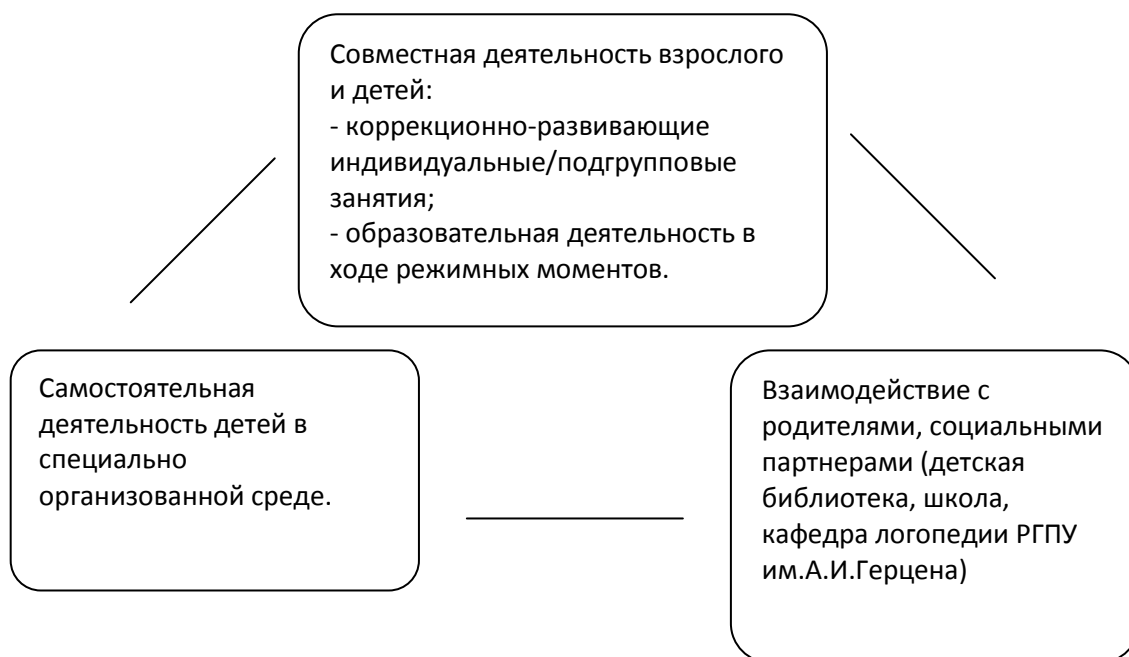 Совместная деятельность взрослого
и детей:
- коррекционно-развивающие
индивидуальные/подгрупповые
занятия;
- образовательная деятельность в
ходе режимных моментов.
Самостоятельная
деятельность детей в
специально
организованной среде.
Взаимодействие с
родителями, социальными
партнерами (детская
библиотека, школа,
кафедра логопедии РГПУ
им.А.И.Герцена)